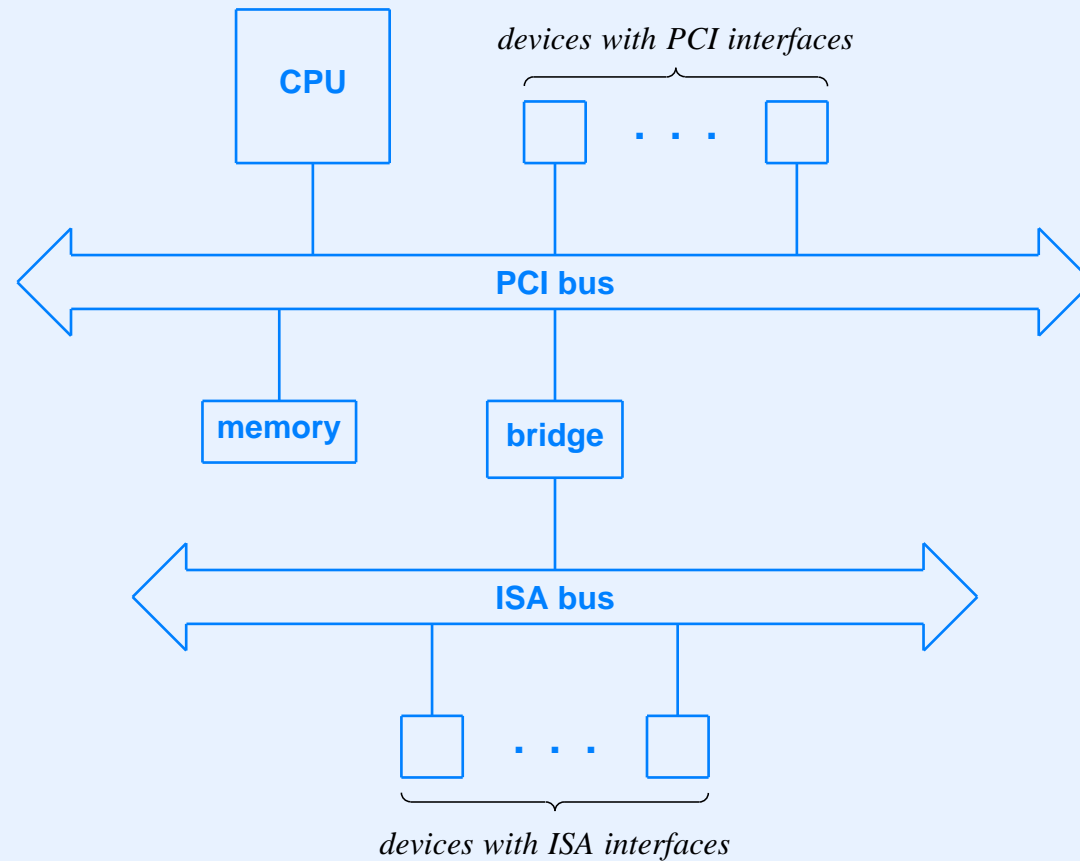 devices with PCI interfaces
CPU
. . .
PCI bus
memory
bridge
ISA bus
. . .
devices with ISA interfaces